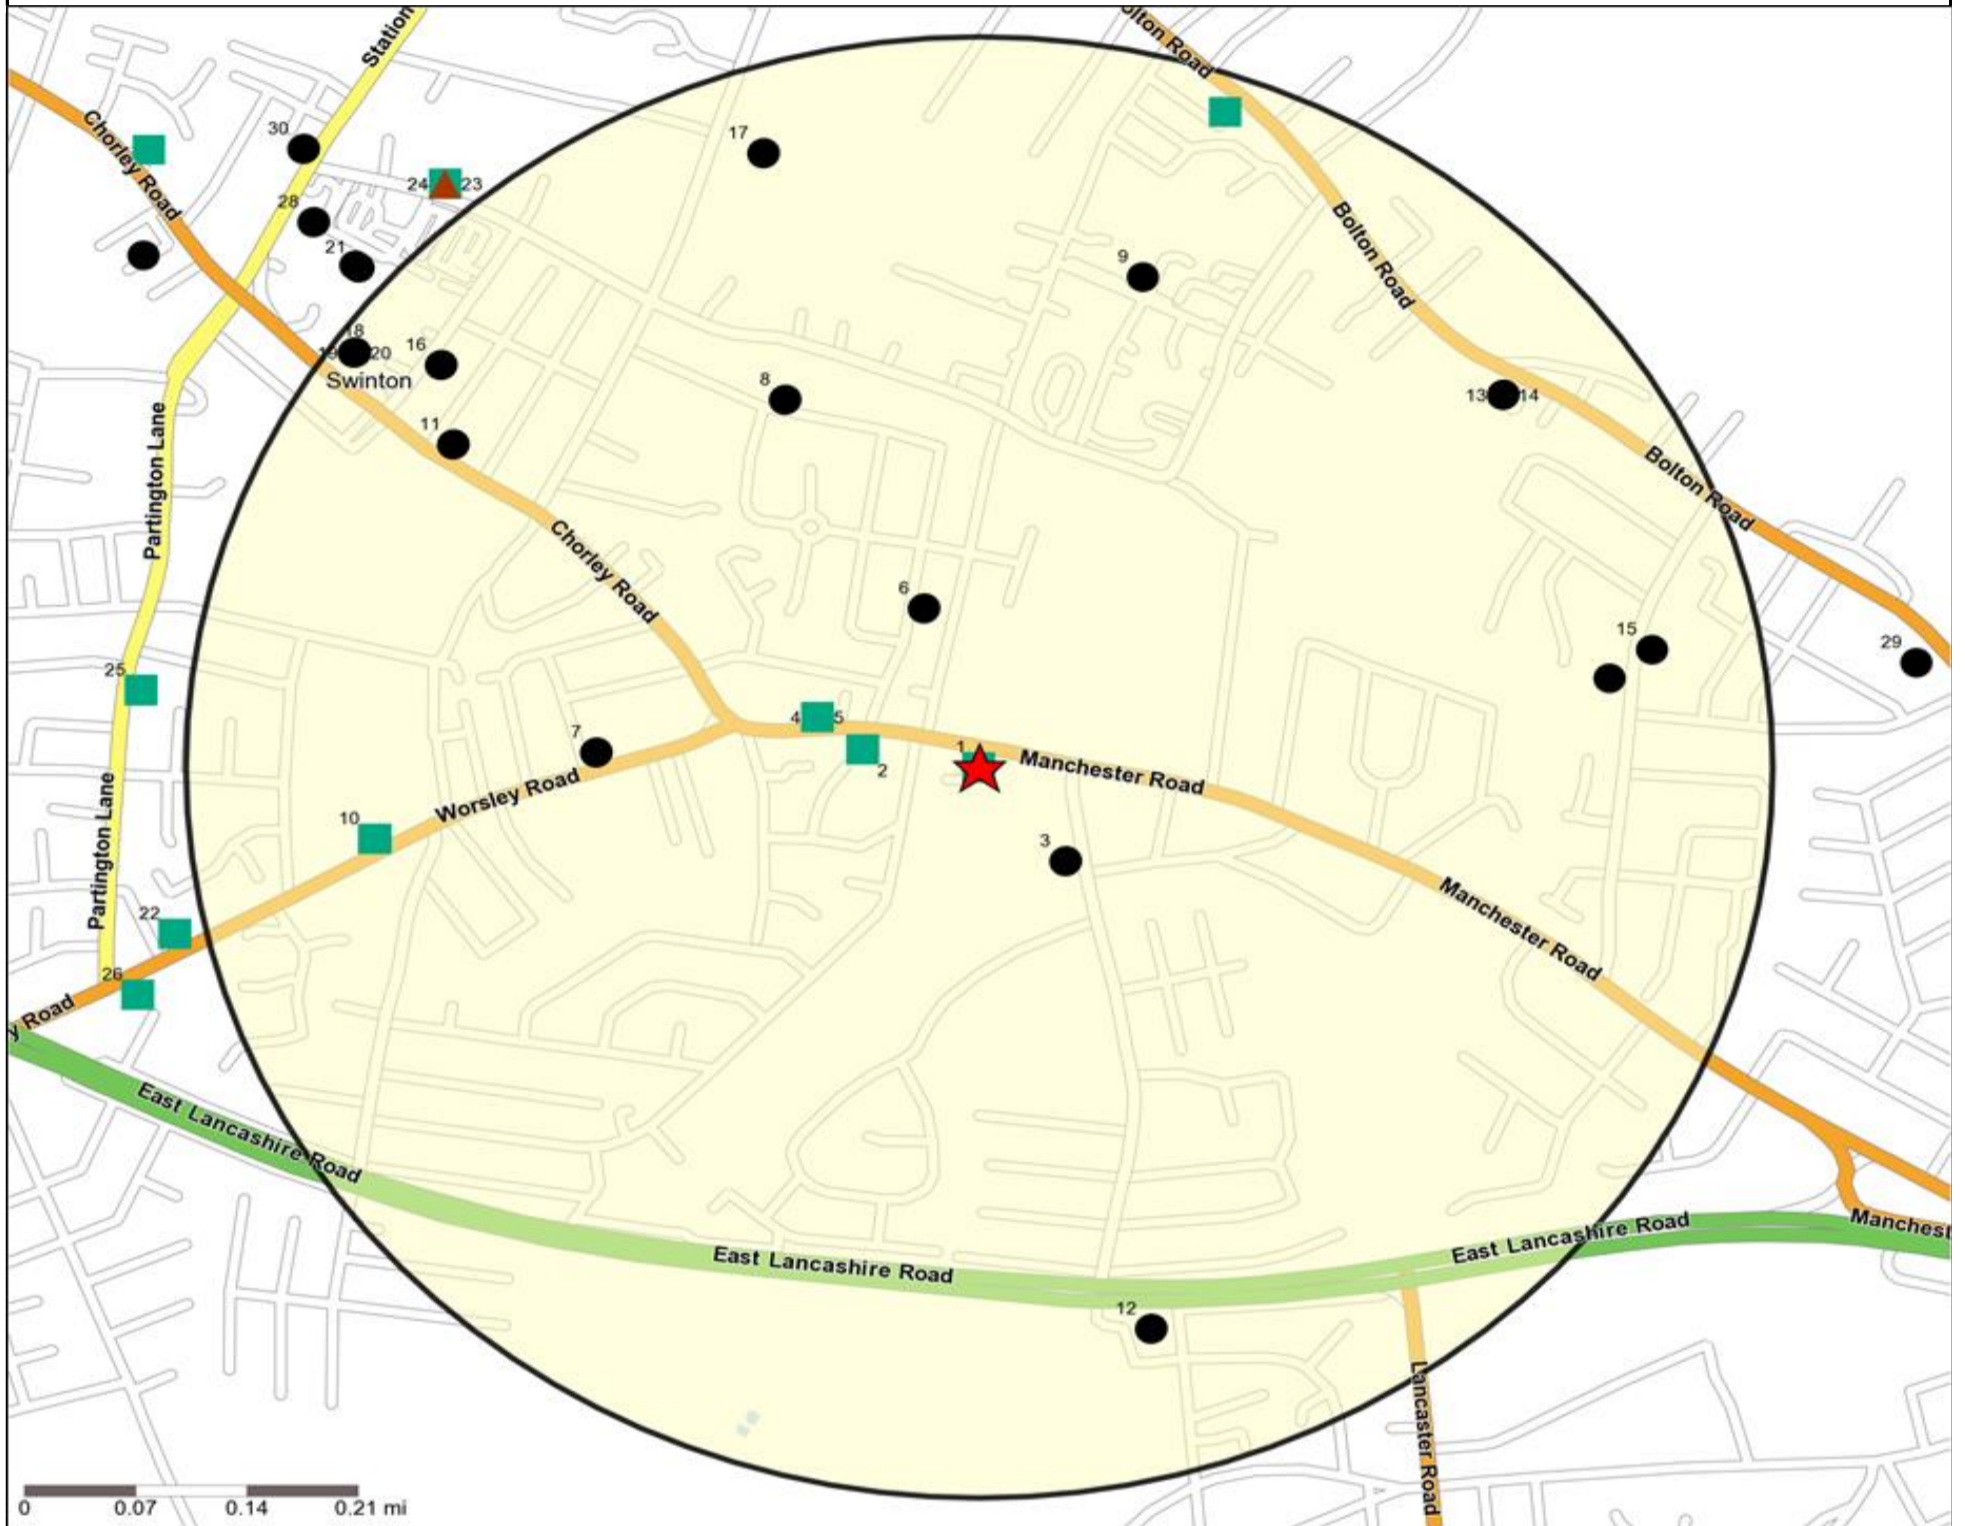 Station
olton Road
Chorley Road
30
17
24
23
28
Bolton Road
21
9
18
19
20
16
Swinton
8
13
14
11
Partington Lane
Bolton Road
Chorley Road
6
15
29
25
4
5
7
1
2
Manchester Road
Worsley Road
10
3
Partington Lane
Manchester Road
22
26
y Road
East Lancashire Road
East Lancashire Road
East Lancashire Road
Manchest
12
Lancaster Road
0
0.07
0.14
0.21 mi